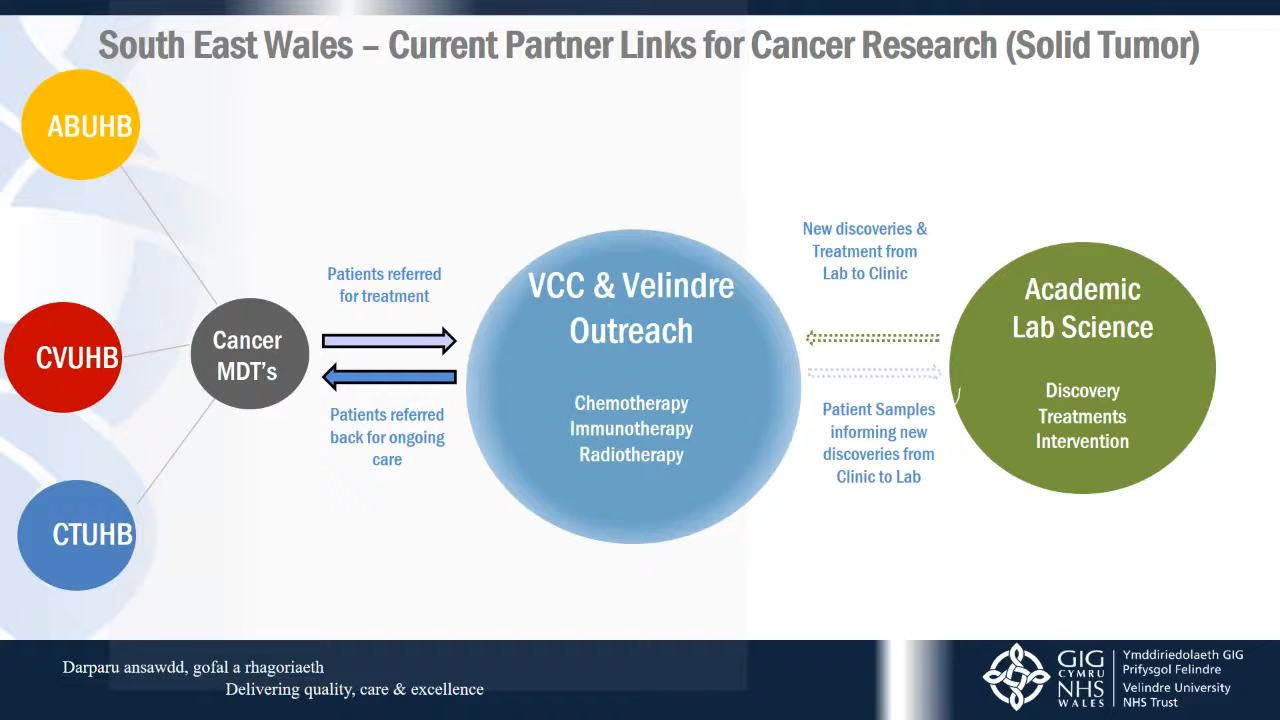 South East Wales – Current Partner Links for Cancer Research (Solid Tumor)
ABUHB
CVUHB
CTUHB
Cancer
MDT's
Patients referred
for treatment
Patients referred
back for ongoing
care
VCC & Velindre
Outreach
Chemotherapy
Immunotherapy
Radiotherapy
New discoveries &
Treatment from
Lab to Clinic
Patient Samples
informing new
discoveries from
Clinic to Lab
Academic
Lab Science
Discovery
Treatments
Intervention
Darparu ansawdd, gofal a rhagoriaeth
Delivering quality, care & excellence
GIG
CYMRU
NHS
WALES
Ymddiriedolaeth GIG
Prifysgol Felindre
Velindre University
NHS Trust